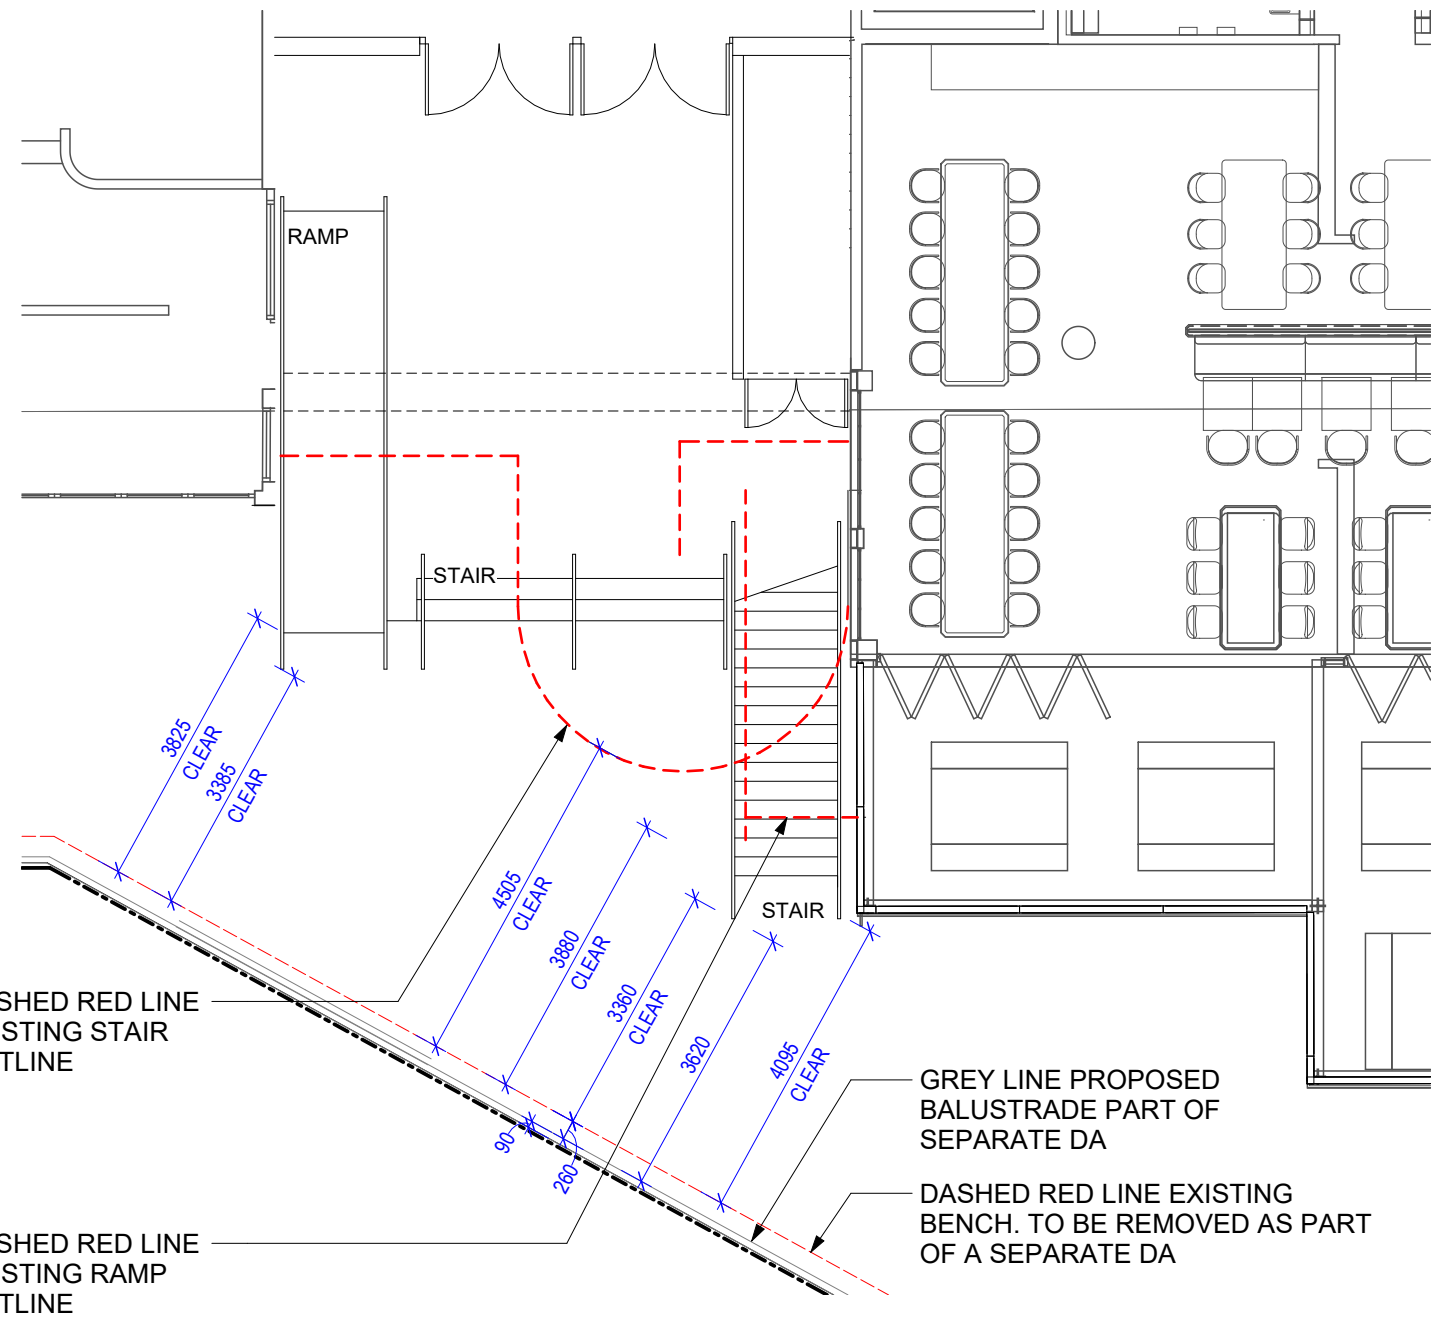 RAMP
STAIR
3825
CLEAR
3385
CLEAR
4505
CLEAR
3880
CLEAR
3360
CLEAR
STAIR
3620
4095
CLEAR
90
260
SHED RED LINE
ISTING STAIR
TLINE
GREY LINE PROPOSED
BALUSTRADE PART OF
SEPARATE DA
DASHED RED LINE EXISTING
BENCH. TO BE REMOVED AS PART
OF A SEPARATE DA
SHED RED LINE
ISTING RAMP
TLINE